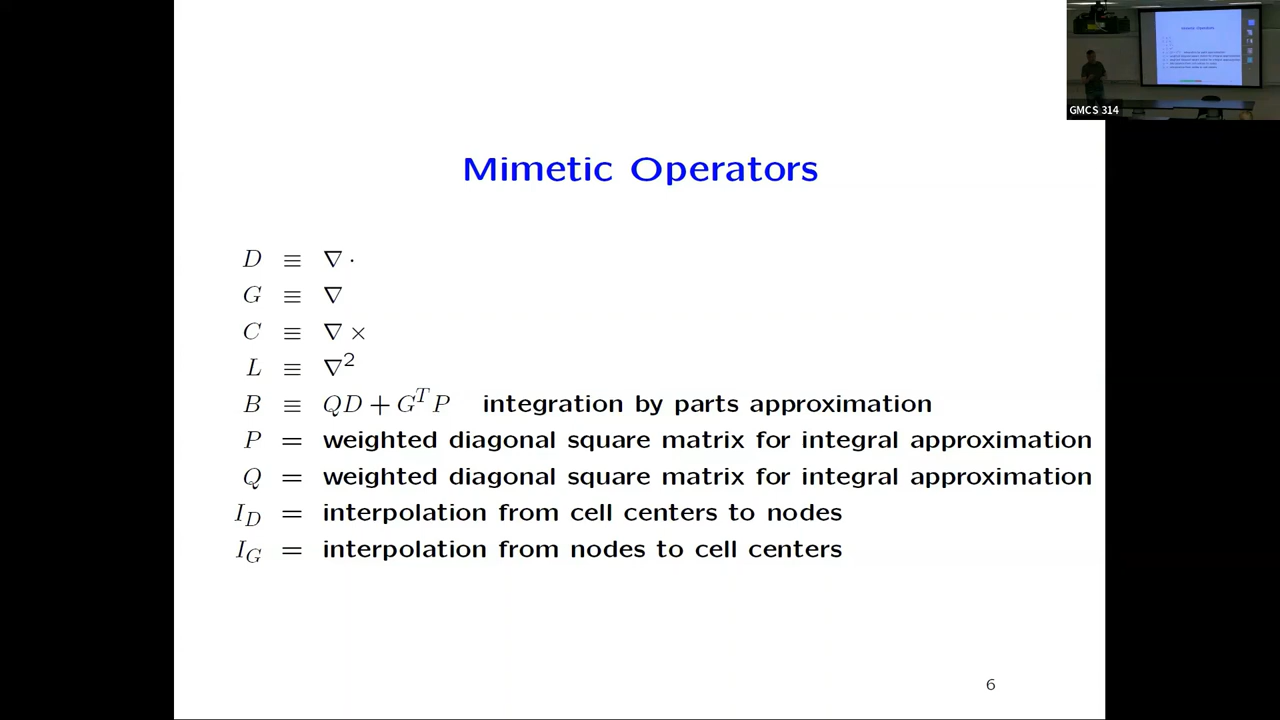 GMCS 314
Mimetic Operators
D ≡ ∇ ·
G ≡ ∇
C ≡ ∇ ×
L ≡ ∇²
B ≡ QD + GᵀP integration by parts approximation
P = weighted diagonal square matrix for integral approximation
Q = weighted diagonal square matrix for integral approximation
I_D = interpolation from cell centers to nodes
I_G = interpolation from nodes to cell centers
6